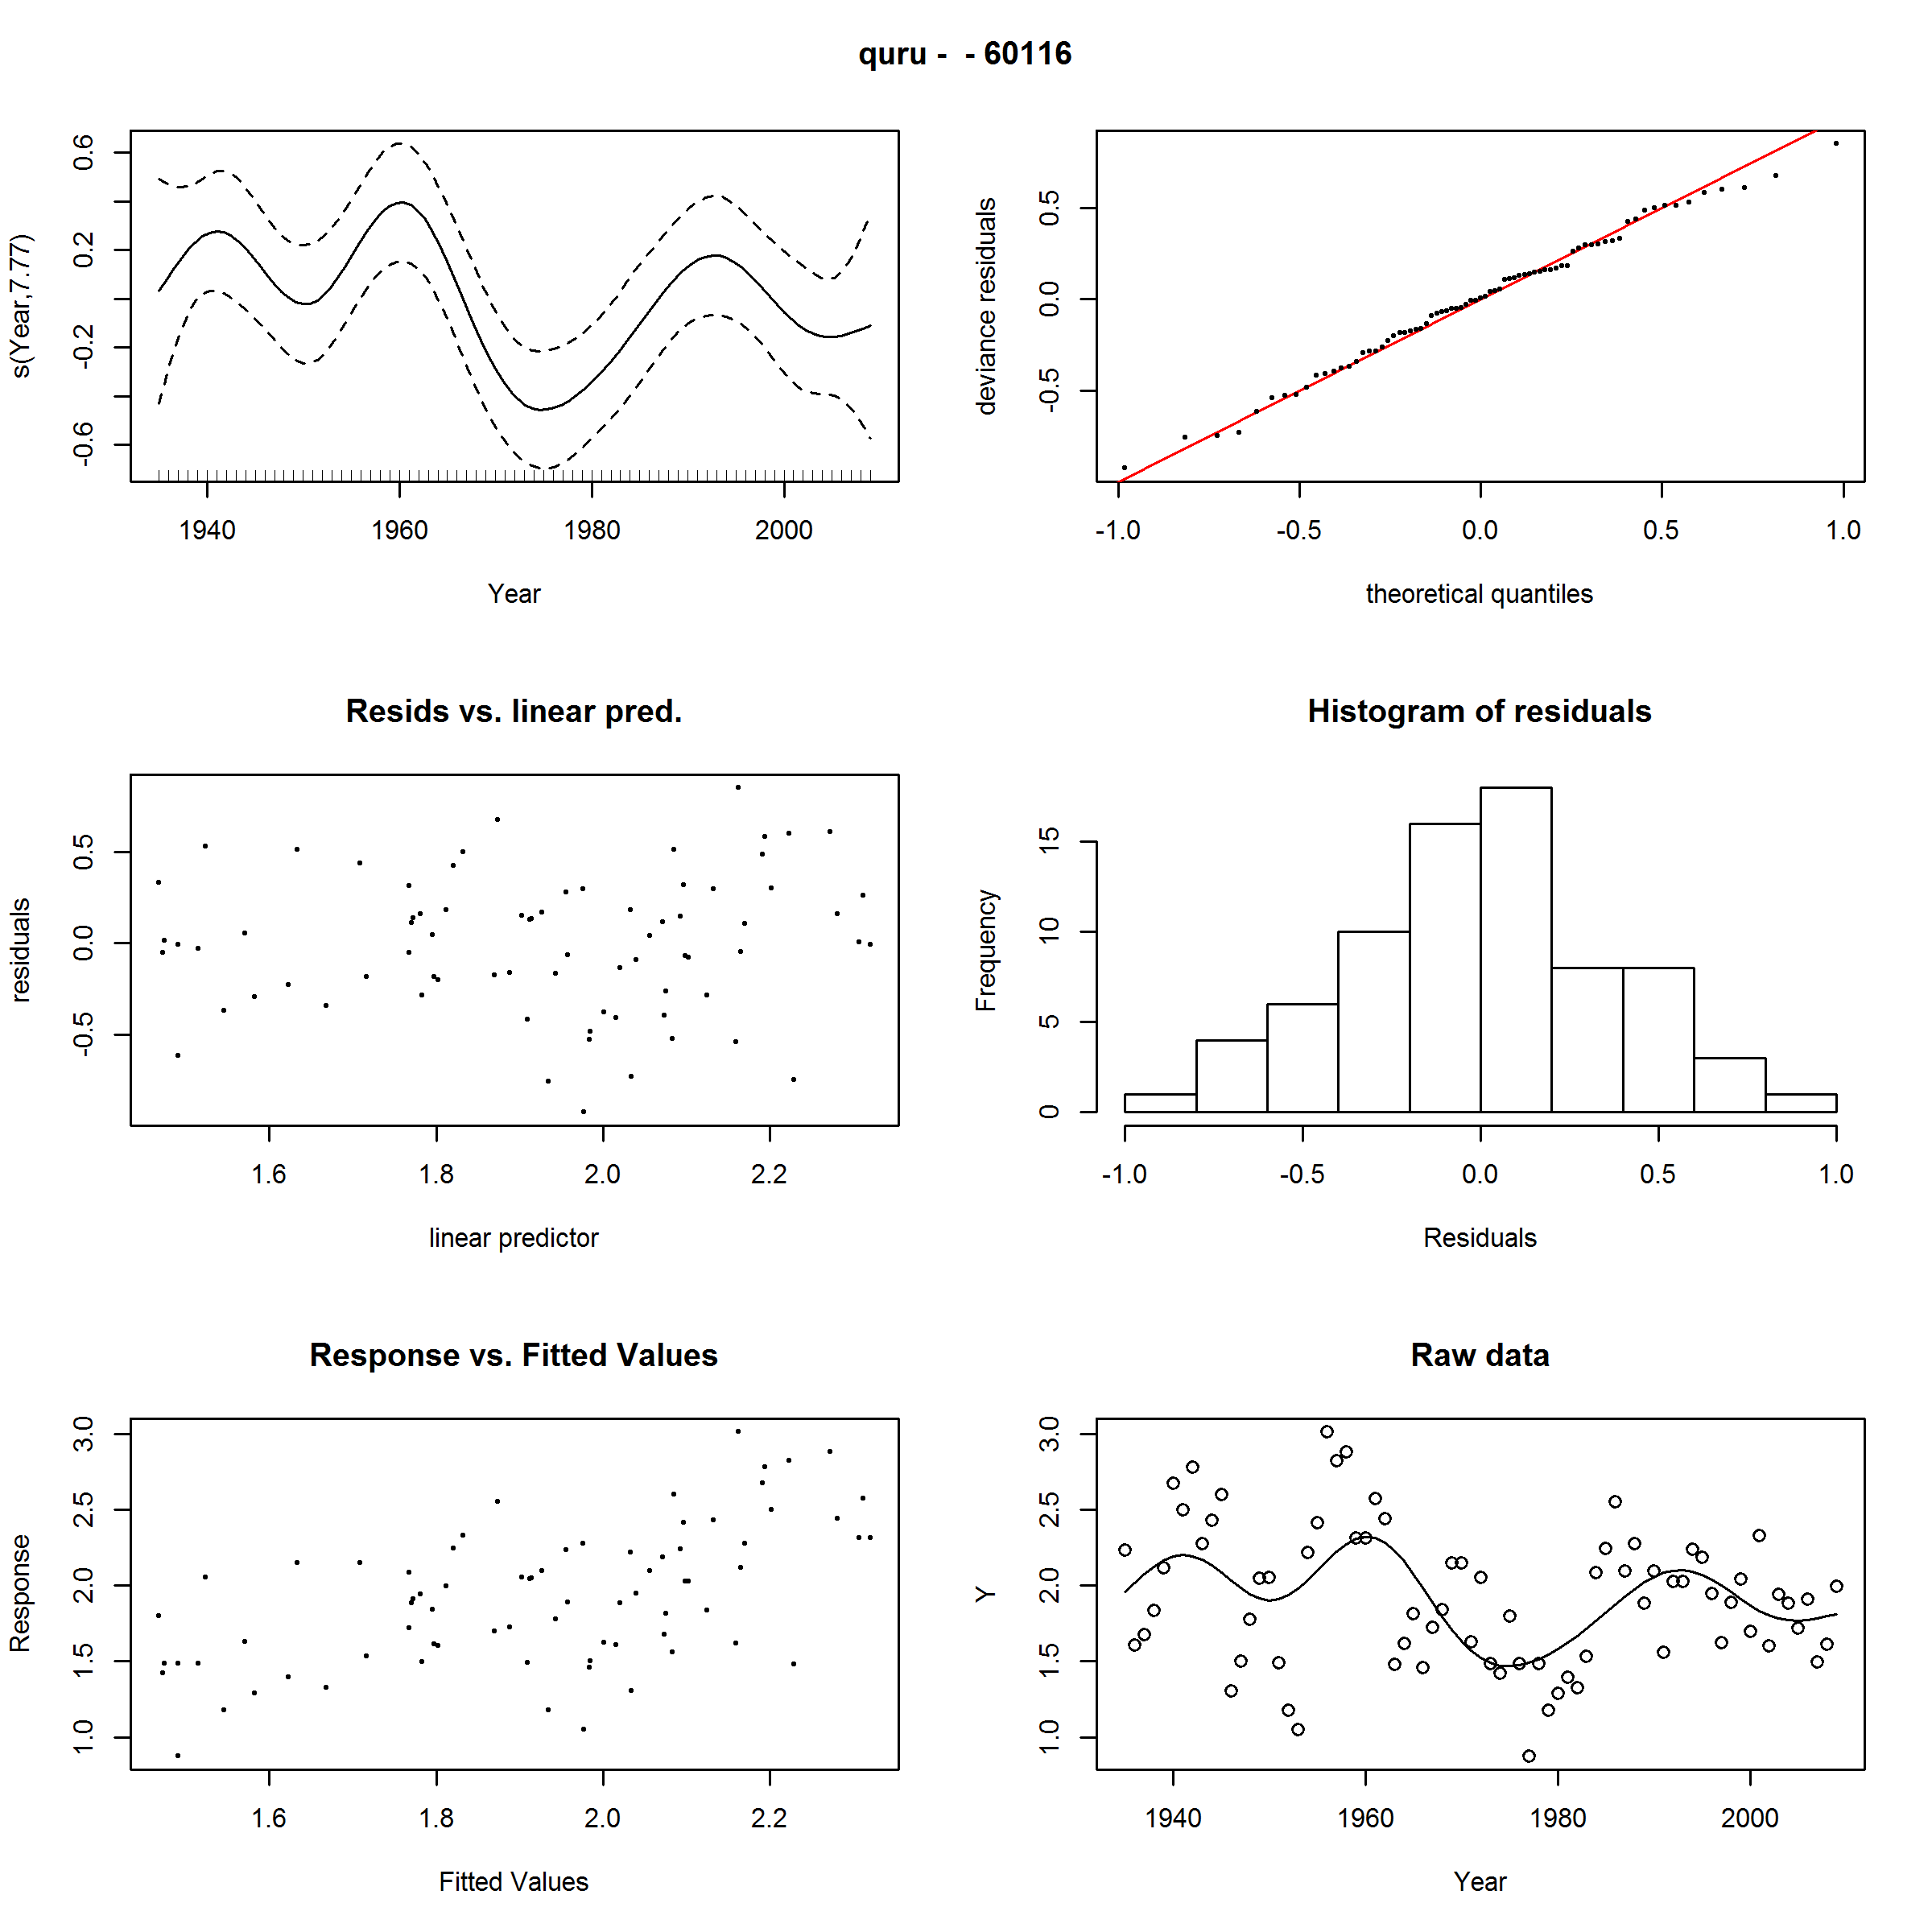 quru -  - 60116
s(Year,7.77)
-0.6 -0.2 0.2 0.6
1940 1960 1980 2000
Year
deviance residuals
-0.5 0.0 0.5
-1.0 -0.5 0.0 0.5 1.0
theoretical quantiles
Resids vs. linear pred.
residuals
-0.5 0.0 0.5
1.6 1.8 2.0 2.2
linear predictor
Histogram of residuals
Frequency
0 5 10 15
-1.0 -0.5 0.0 0.5 1.0
Residuals
Response vs. Fitted Values
Response
1.0 1.5 2.0 2.5 3.0
1.6 1.8 2.0 2.2
Fitted Values
Raw data
Y
1.0 1.5 2.0 2.5 3.0
1940 1960 1980 2000
Year